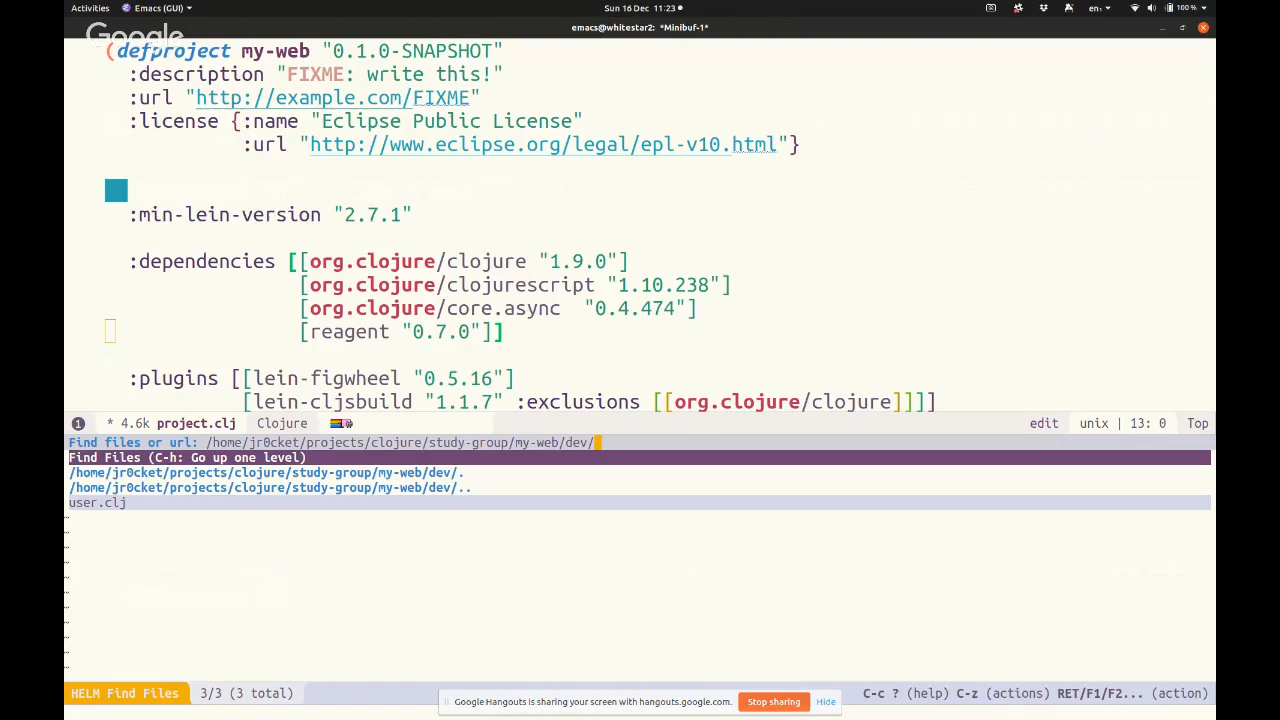 Activities Emacs (GUI) Sun 16 Dec 11:23 en₁ 100 %
emacs@whitestar2: *Minibuf-1*
Google
(defproject my-web "0.1.0-SNAPSHOT"
:description "FIXME: write this!"
:url "http://example.com/FIXME"
:license {:name "Eclipse Public License"
:url "http://www.eclipse.org/legal/epl-v10.html"}
:min-lein-version "2.7.1"
:dependencies [[org.clojure/clojure "1.9.0"]
[org.clojure/clojurescript "1.10.238"]
[org.clojure/core.async "0.4.474"]
[reagent "0.7.0"]]
:plugins [[lein-figwheel "0.5.16"]
[lein-cljsbuild "1.1.7" :exclusions [[org.clojure/clojure]]]]
1 * 4.6k project.clj Clojure edit unix | 13: 0 Top
Find files or url: /home/jr0cket/projects/clojure/study-group/my-web/dev/
Find Files (C-h: Go up one level)
/home/jr0cket/projects/clojure/study-group/my-web/dev/.
/home/jr0cket/projects/clojure/study-group/my-web/dev/..
user.clj
~
~
~
~
~
~
~
~
~
~
~
HELM Find Files 3/3 (3 total) C-c ? (help) C-z (actions) RET/F1/F2... (action)
Google Hangouts is sharing your screen with hangouts.google.com. Stop sharing Hide